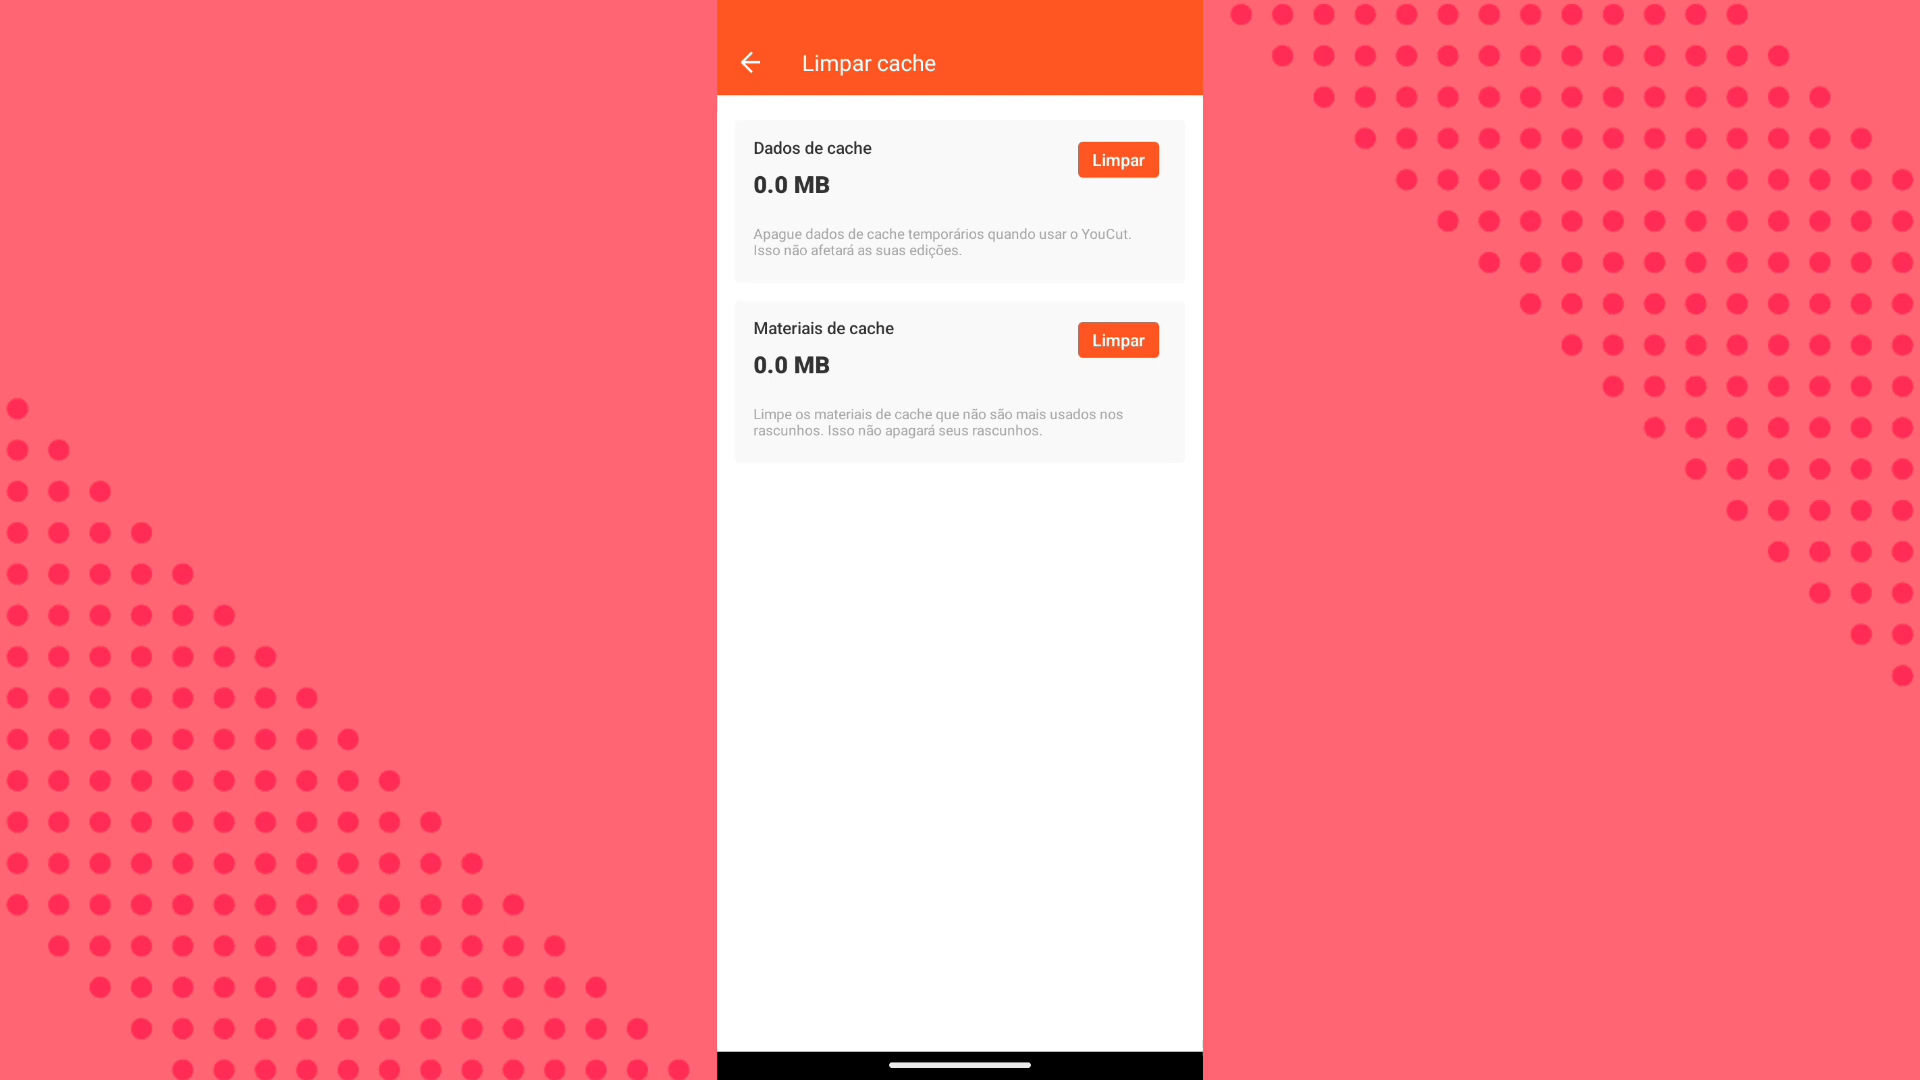 Limpar cache
Dados de cache
Limpar
0.0 MB
Apague dados de cache temporários quando usar o YouCut.
Isso não afetará as suas edições.
Materiais de cache
Limpar
0.0 MB
Limpe os materiais de cache que não são mais usados nos
rascunhos. Isso não apagará seus rascunhos.